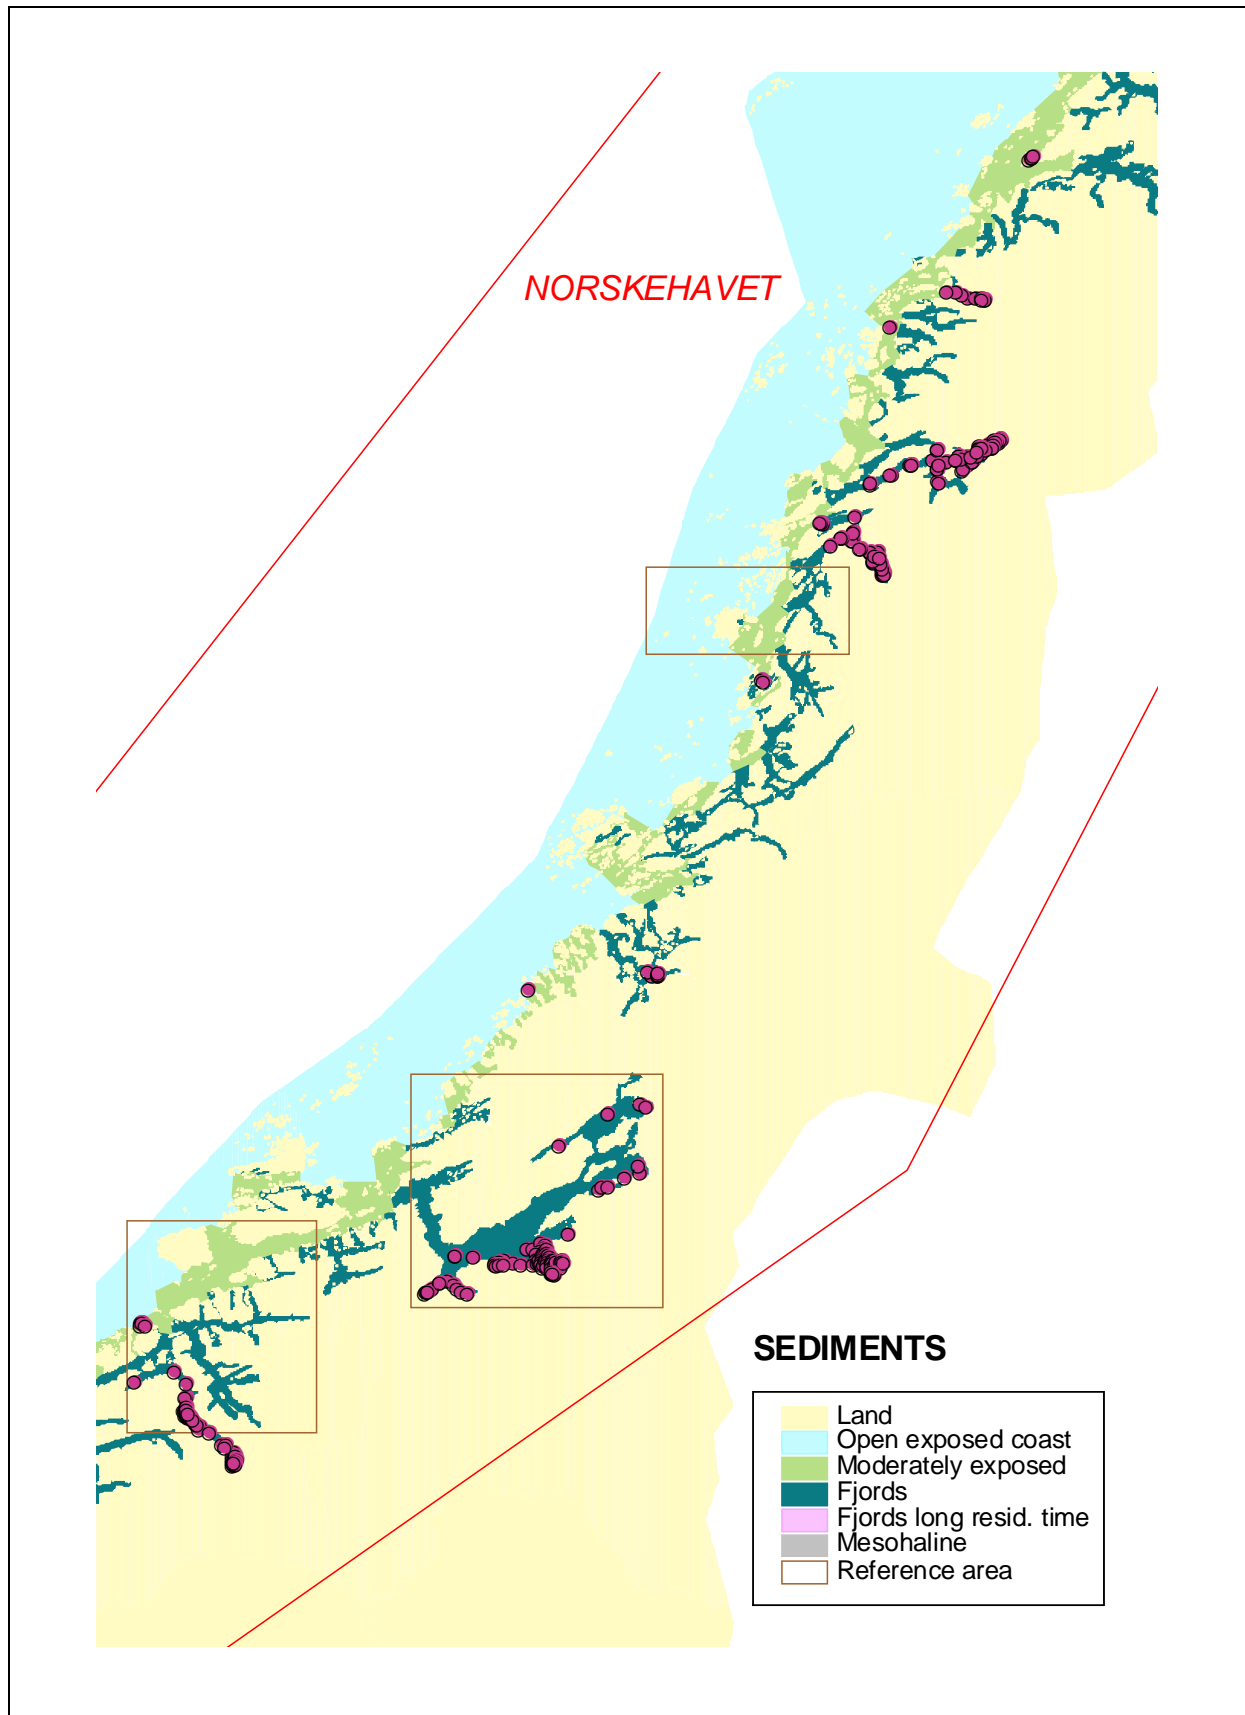 NORSKEHAVET
SEDIMENTS
Land
Open exposed coast
Moderately exposed
Fjords
Fjords long resid. time
Mesohaline
Reference area